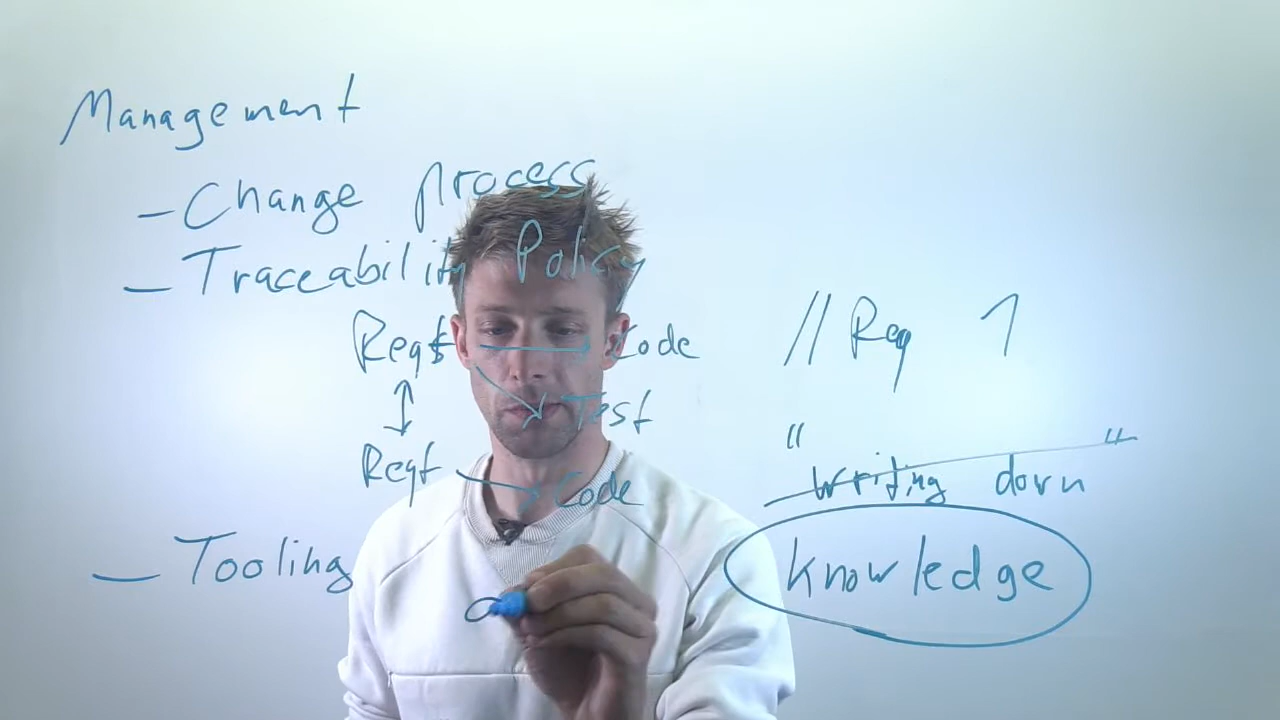 Management
- Change process
- Traceability Policy
Reqt → Code
↘ Test
↕
Reqt → Code
- Tooling
// Req 1
" "
writing down
knowledge